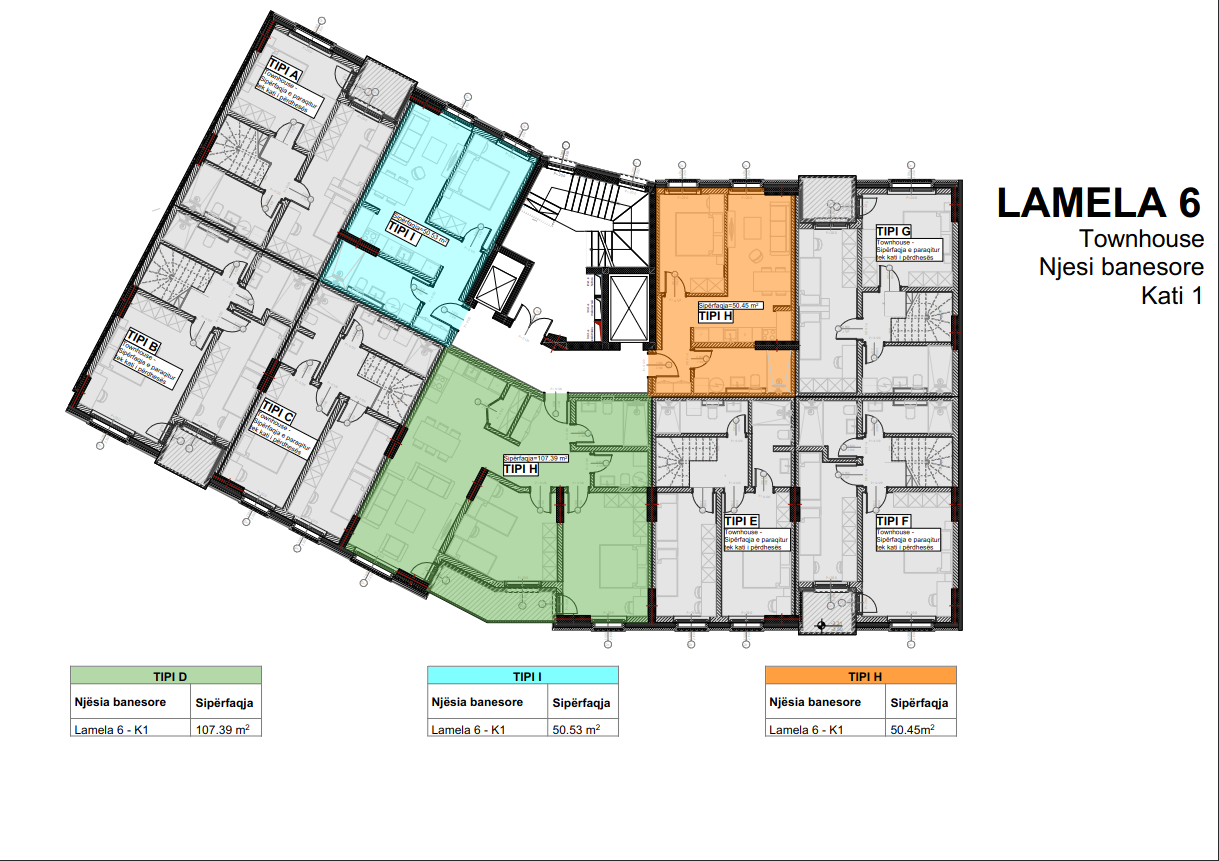 LAMELA 6
Townhouse
Njesi banesore
Kati 1
TIPI A
Townhouse -
Sipërfaqja e paraqitur
tek kati i përdhesës
Sipërfaqja=50.53 m²
TIPI I
Sipërfaqja=50.45 m²
TIPI H
TIPI G
Townhouse -
Sipërfaqja e paraqitur
tek kati i përdhesës
TIPI B
Townhouse -
Sipërfaqja e paraqitur
tek kati i përdhesës
TIPI C
Townhouse -
Sipërfaqja e paraqitur
tek kati i përdhesës
Sipërfaqja=107.39 m²
TIPI H
TIPI E
Townhouse -
Sipërfaqja e paraqitur
tek kati i përdhesës
TIPI F
Townhouse -
Sipërfaqja e paraqitur
tek kati i përdhesës
TIPI D
Njësia banesore Sipërfaqja
Lamela 6 - K1 107.39 m²
TIPI I
Njësia banesore Sipërfaqja
Lamela 6 - K1 50.53 m²
TIPI H
Njësia banesore Sipërfaqja
Lamela 6 - K1 50.45m²